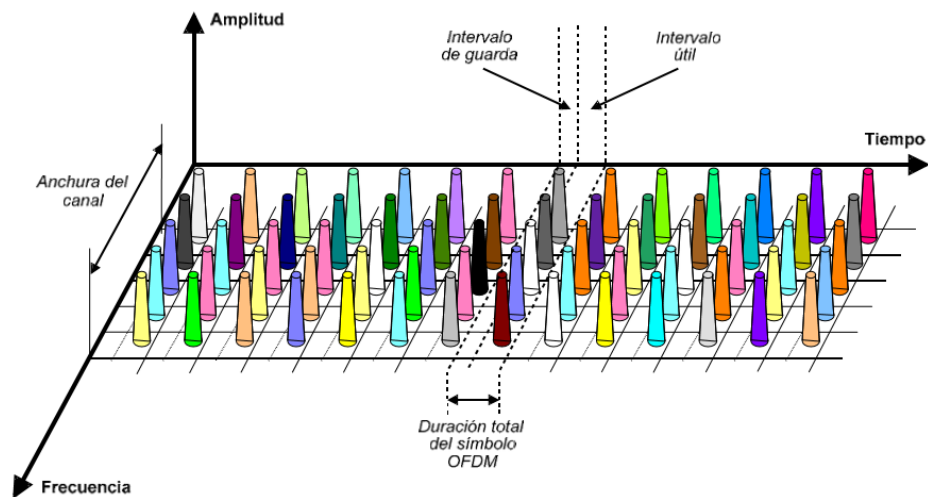 Amplitud
Intervalo
de guarda
Intervalo
útil
Tiempo
Anchura del
canal
Duración total
del símbolo
OFDM
Frecuencia